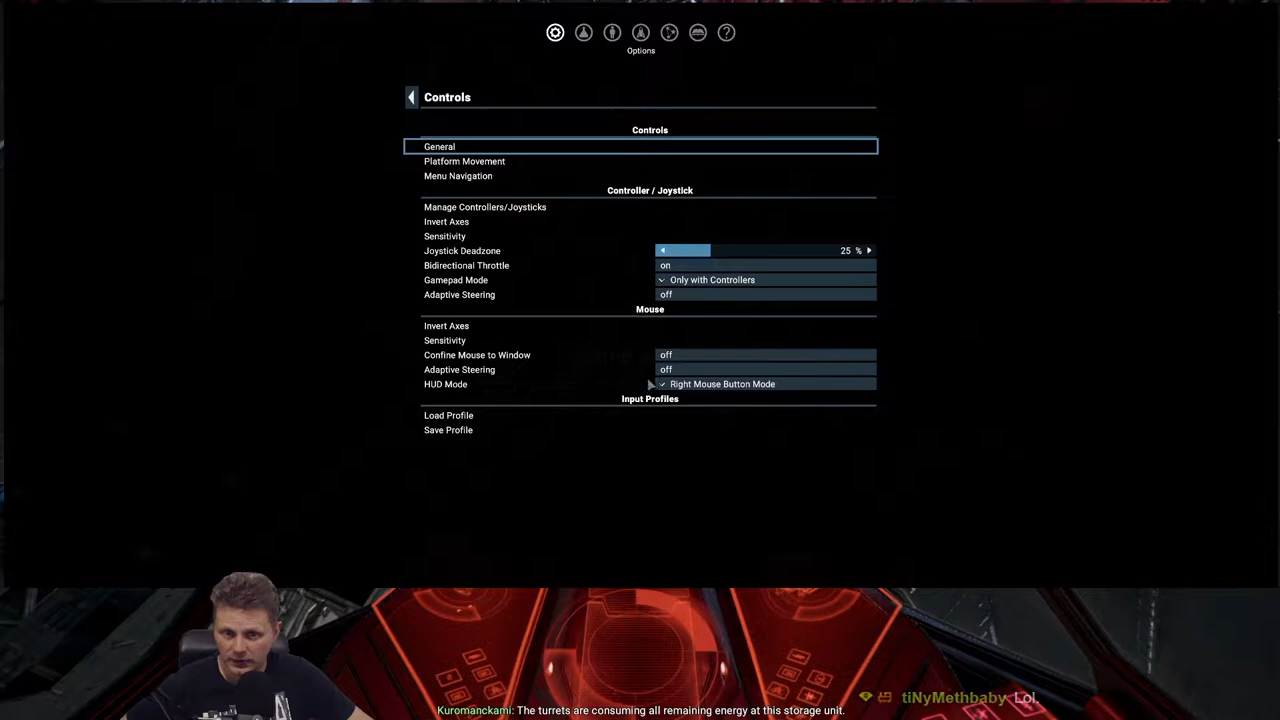 Options
Controls
Controls
General
Platform Movement
Menu Navigation
Controller / Joystick
Manage Controllers/Joysticks
Invert Axes
Sensitivity
Joystick Deadzone 25 %
Bidirectional Throttle on
Gamepad Mode Only with Controllers
Adaptive Steering off
Mouse
Invert Axes
Sensitivity
Confine Mouse to Window off
Adaptive Steering off
HUD Mode Right Mouse Button Mode
Input Profiles
Load Profile
Save Profile
tiNyMethbaby Lol.
Kuromanckami: The turrets are consuming all remaining energy at this storage unit.